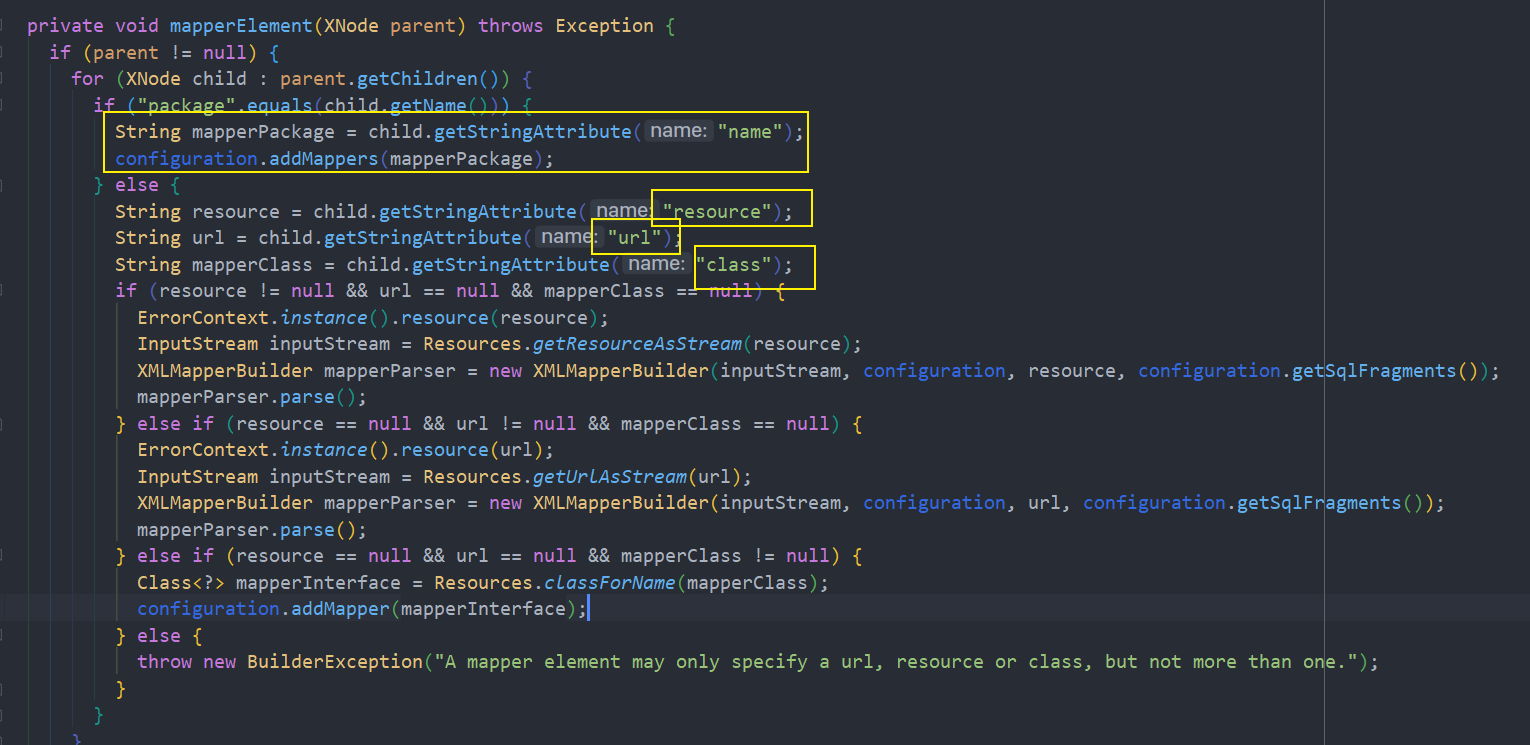 private void mapperElement(XNode parent) throws Exception {
if (parent != null) {
for (XNode child : parent.getChildren()) {
if ("package".equals(child.getName())) {
String mapperPackage = child.getStringAttribute( name: "name");
configuration.addMappers(mapperPackage);
} else {
String resource = child.getStringAttribute( name: "resource");
String url = child.getStringAttribute( name: "url");
String mapperClass = child.getStringAttribute( name: "class");
if (resource != null && url == null && mapperClass == null) {
ErrorContext.instance().resource(resource);
InputStream inputStream = Resources.getResourceAsStream(resource);
XMLMapperBuilder mapperParser = new XMLMapperBuilder(inputStream, configuration, resource, configuration.getSqlFragments());
mapperParser.parse();
} else if (resource == null && url != null && mapperClass == null) {
ErrorContext.instance().resource(url);
InputStream inputStream = Resources.getUrlAsStream(url);
XMLMapperBuilder mapperParser = new XMLMapperBuilder(inputStream, configuration, url, configuration.getSqlFragments());
mapperParser.parse();
} else if (resource == null && url == null && mapperClass != null) {
Class<?> mapperInterface = Resources.classForName(mapperClass);
configuration.addMapper(mapperInterface);
} else {
throw new BuilderException("A mapper element may only specify a url, resource or class, but not more than one.");
}
}
}